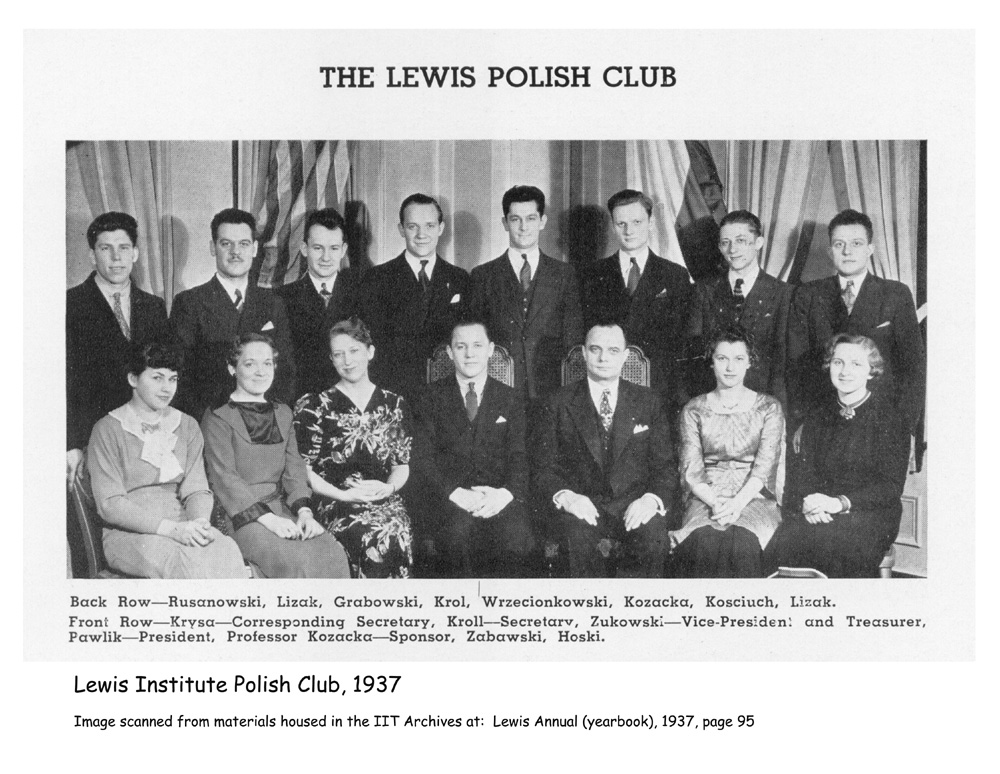 THE LEWIS POLISH CLUB
Back Row—Rusanowski, Lizak, Grabowski, Krol, Wrzecionkowski, Kozacka, Kosciuch, Lizak.
Front Row—Krysa—Corresponding Secretary, Kroll—Secretary, Zukowski—Vice-President and Treasurer,
Pawlik—President, Professor Kozacka—Sponsor, Zabawski, Hoski.
Lewis Institute Polish Club, 1937
Image scanned from materials housed in the IIT Archives at:  Lewis Annual (yearbook), 1937, page 95